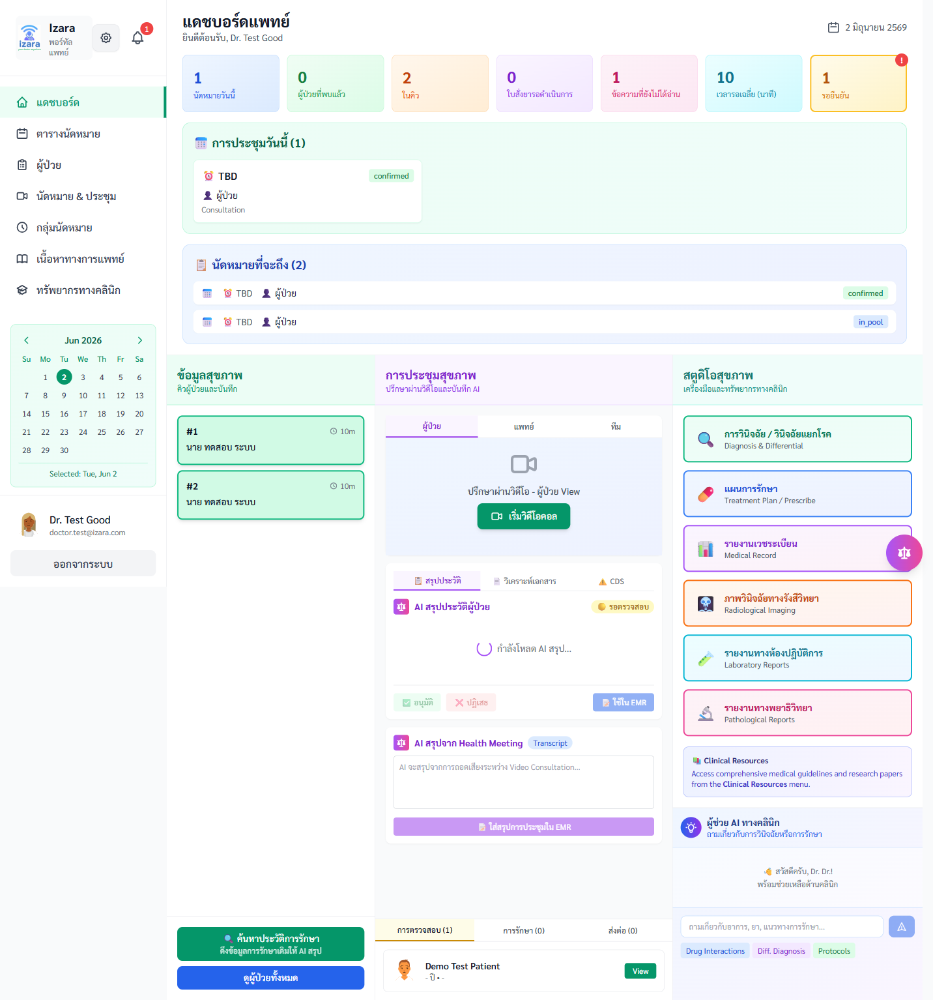 Izara
พอร์ทัล
แพทย์
izara
1
แดชบอร์ด
ตารางนัดหมาย
ผู้ป่วย
นัดหมาย & ประชุม
กลุ่มนัดหมาย
เนื้อหาทางการแพทย์
ทรัพยากรทางคลินิก
Jun 2026
Su Mo Tu We Th Fr Sa
1 2 3 4 5 6
7 8 9 10 11 12 13
14 15 16 17 18 19 20
21 22 23 24 25 26 27
28 29 30
Selected: Tue, Jun 2
Dr. Test Good
doctor.test@izara.com
ออกจากระบบ
แดชบอร์ดแพทย์
ยินดีต้อนรับ, Dr. Test Good
2 มิถุนายน 2569
1
นัดหมายวันนี้
0
ผู้ป่วยที่พบแล้ว
2
ในคิว
0
ใบสั่งยารอดำเนินการ
1
ข้อความที่ยังไม่ได้อ่าน
10
เวลารอเฉลี่ย (นาที)
!
1
รอยืนยัน
การประชุมวันนี้ (1)
TBD
confirmed
ผู้ป่วย
Consultation
นัดหมายที่จะถึง (2)
TBD ผู้ป่วย confirmed
TBD ผู้ป่วย in_pool
ข้อมูลสุขภาพ
คิวผู้ป่วยและบันทึก
#1 10m
นาย ทดสอบ ระบบ
#2 10m
นาย ทดสอบ ระบบ
ค้นหาประวัติการรักษา
ดึงข้อมูลการรักษาเดิมให้ AI สรุป
ดูผู้ป่วยทั้งหมด
การประชุมสุขภาพ
ปรึกษาผ่านวิดีโอและบันทึก AI
ผู้ป่วย แพทย์ ทีม
ปรึกษาผ่านวิดีโอ - ผู้ป่วย View
เริ่มวิดีโอคอล
สรุปประวัติ วิเคราะห์เอกสาร CDS
AI สรุปประวัติผู้ป่วย รอตรวจสอบ
กำลังโหลด AI สรุป...
อนุมัติ ปฏิเสธ ใช้ใน EMR
AI สรุปจาก Health Meeting Transcript
AI จะสรุปจากการถอดเสียงระหว่าง Video Consultation...
ใส่สรุปการประชุมใน EMR
การตรวจสอบ (1) การรักษา (0) ส่งต่อ (0)
Demo Test Patient
- ปี • -
View
สตูดิโอสุขภาพ
เครื่องมือและทรัพยากรทางคลินิก
การวินิจฉัย / วินิจฉัยแยกโรค
Diagnosis & Differential
แผนการรักษา
Treatment Plan / Prescribe
รายงานเวชระเบียน
Medical Record
ภาพวินิจฉัยทางรังสีวิทยา
Radiological Imaging
รายงานทางห้องปฏิบัติการ
Laboratory Reports
รายงานทางพยาธิวิทยา
Pathological Reports
Clinical Resources
Access comprehensive medical guidelines and research papers
from the Clinical Resources menu.
ผู้ช่วย AI ทางคลินิก
ถามเกี่ยวกับการวินิจฉัยหรือการรักษา
สวัสดีครับ, Dr. Dr.!
พร้อมช่วยเหลือด้านคลินิก
ถามเกี่ยวกับอาการ, ยา, แนวทางการรักษา...
Drug Interactions Diff. Diagnosis Protocols